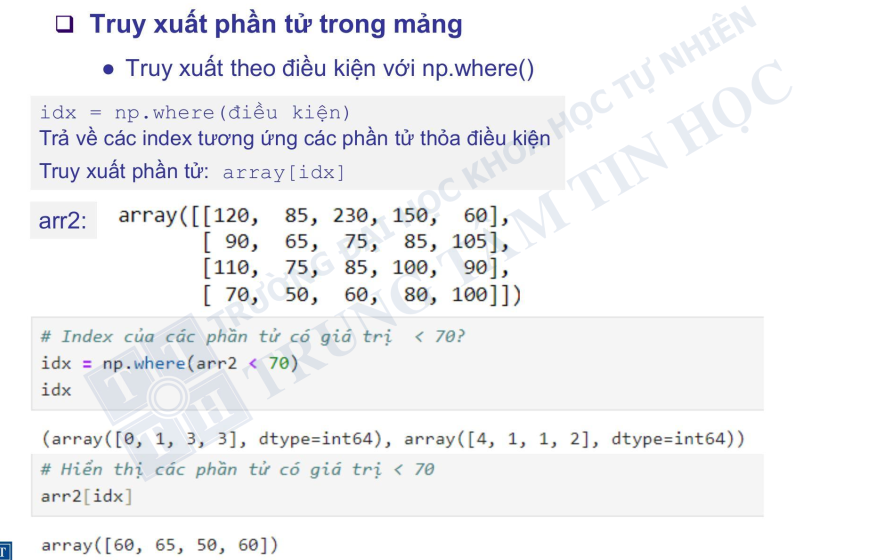 Truy xuất phần tử trong mảng
● Truy xuất theo điều kiện với np.where()
idx = np.where(điều kiện)
Trả về các index tương ứng các phần tử thỏa điều kiện
Truy xuất phần tử: array[idx]
arr2: array([[120, 85, 230, 150, 60],
[ 90, 65, 75, 85, 105],
[110, 75, 85, 100, 90],
[ 70, 50, 60, 80, 100]])
# Index của các phần tử có giá trị < 70?
idx = np.where(arr2 < 70)
idx
(array([0, 1, 3, 3], dtype=int64), array([4, 1, 1, 2], dtype=int64))
# Hiển thị các phần tử có giá trị < 70
arr2[idx]
array([60, 65, 50, 60])
TRƯỜNG ĐẠI HỌC KHOA HỌC TỰ NHIÊN
TRUNG TÂM TIN HỌC